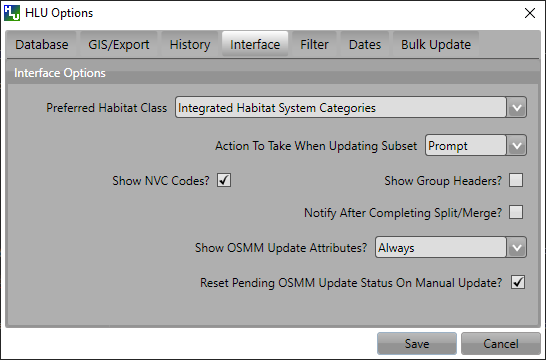 HLU HLU Options
Database GIS/Export History Interface Filter Dates Bulk Update
Interface Options
Preferred Habitat Class Integrated Habitat System Categories
Action To Take When Updating Subset Prompt
Show NVC Codes? Show Group Headers?
Notify After Completing Split/Merge?
Show OSMM Update Attributes? Always
Reset Pending OSMM Update Status On Manual Update?
Save Cancel